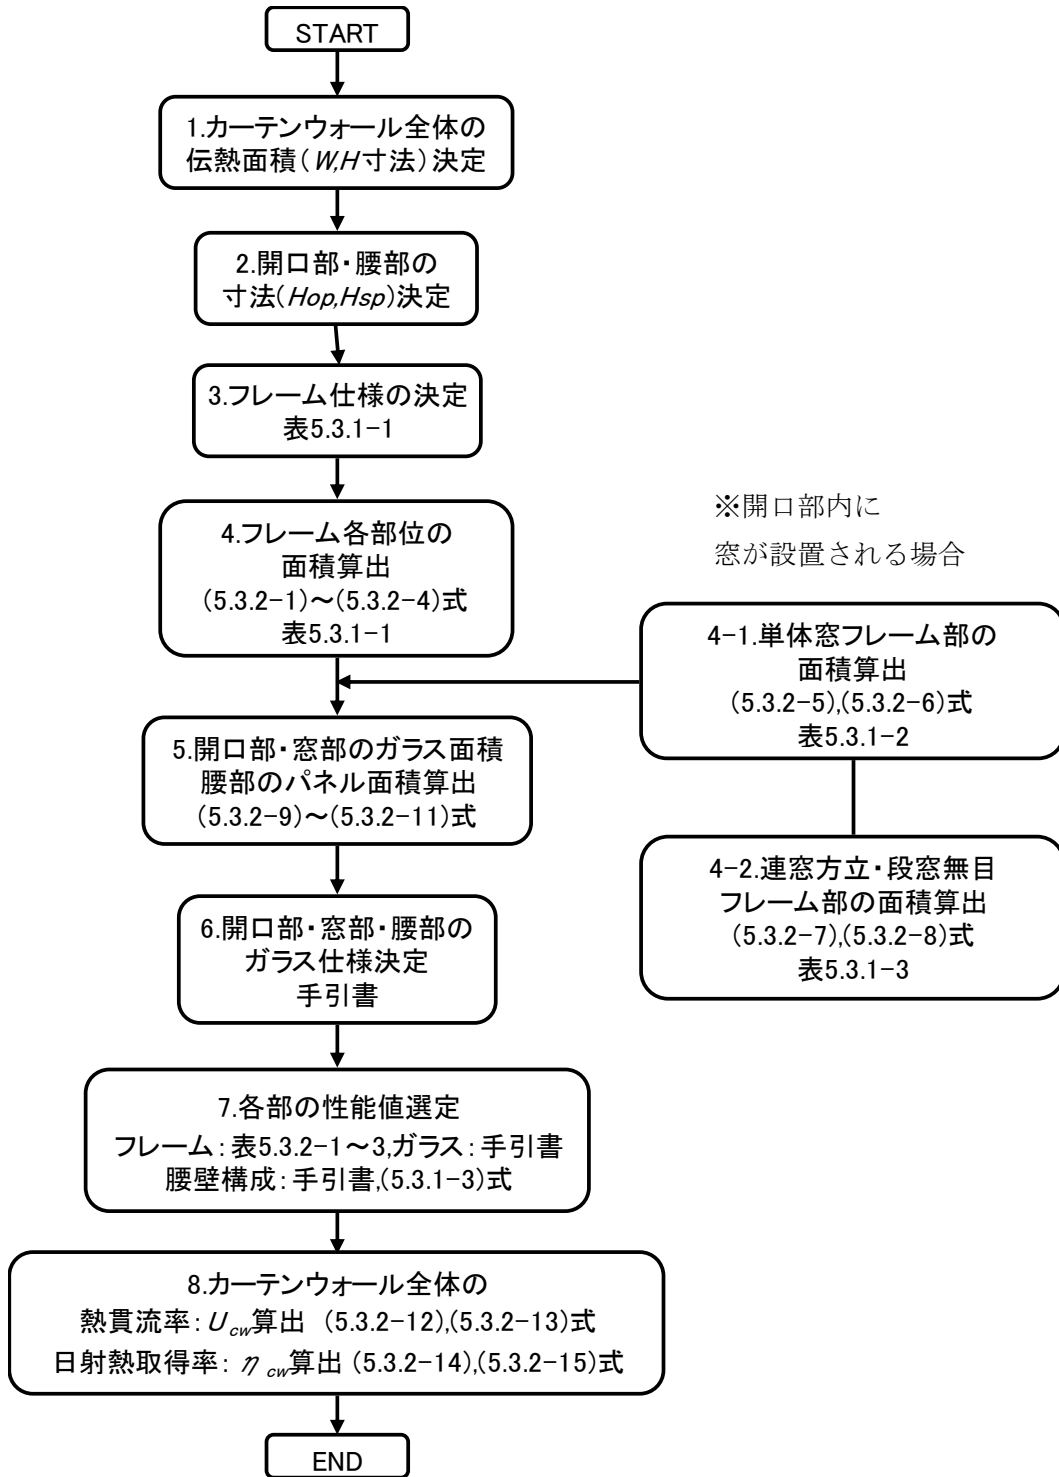 START
1.カーテンウォール全体の
伝熱面積(W,H寸法)決定
2.開口部・腰部の
寸法(Hop,Hsp)決定
3.フレーム仕様の決定
表5.3.1-1
4.フレーム各部位の
面積算出
(5.3.2-1)～(5.3.2-4)式
表5.3.1-1
※開口部内に
窓が設置される場合
4-1.単体窓フレーム部の
面積算出
(5.3.2-5),(5.3.2-6)式
表5.3.1-2
4-2.連窓方立・段窓無目
フレーム部の面積算出
(5.3.2-7),(5.3.2-8)式
表5.3.1-3
5.開口部・窓部のガラス面積
腰部のパネル面積算出
(5.3.2-9)～(5.3.2-11)式
6.開口部・窓部・腰部の
ガラス仕様決定
手引書
7.各部の性能値選定
フレーム:表5.3.2-1～3,ガラス:手引書
腰壁構成:手引書,(5.3.1-3)式
8.カーテンウォール全体の
熱貫流率:Ucw算出 (5.3.2-12),(5.3.2-13)式
日射熱取得率:ηcw算出 (5.3.2-14),(5.3.2-15)式
END